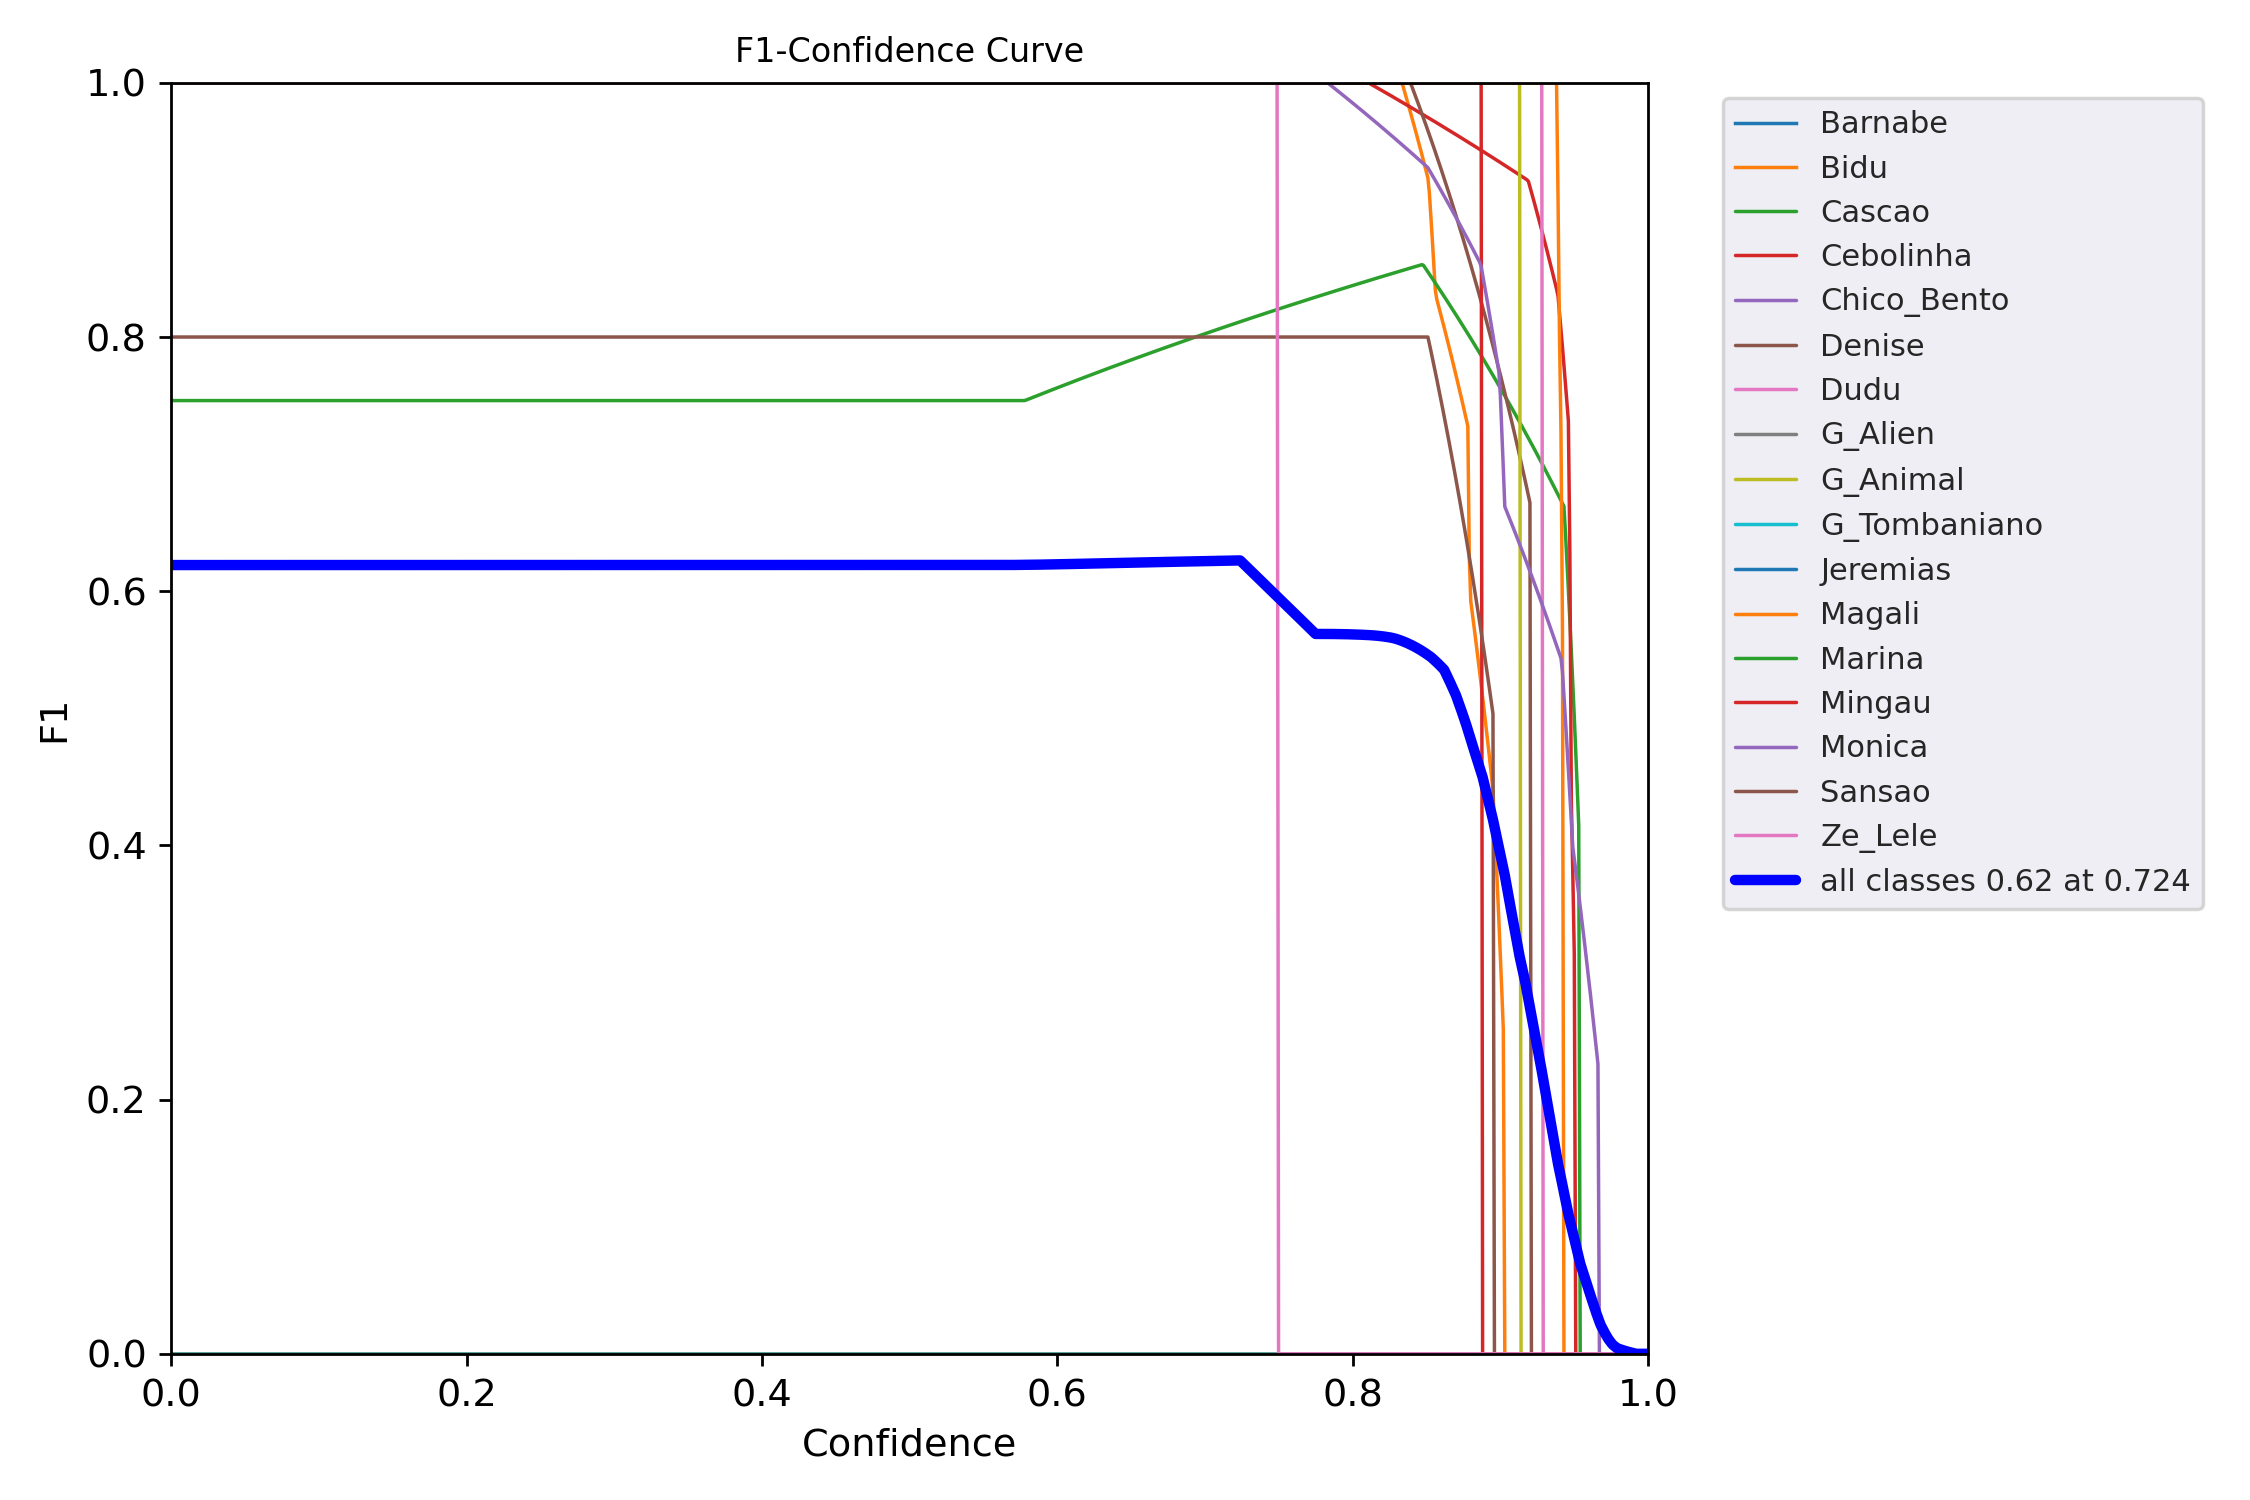 F1-Confidence Curve
1.0
0.8
0.6
0.4
0.2
0.0
F1
0.0 0.2 0.4 0.6 0.8 1.0
Confidence
Barnabe
Bidu
Cascao
Cebolinha
Chico_Bento
Denise
Dudu
G_Alien
G_Animal
G_Tombaniano
Jeremias
Magali
Marina
Mingau
Monica
Sansao
Ze_Lele
all classes 0.62 at 0.724